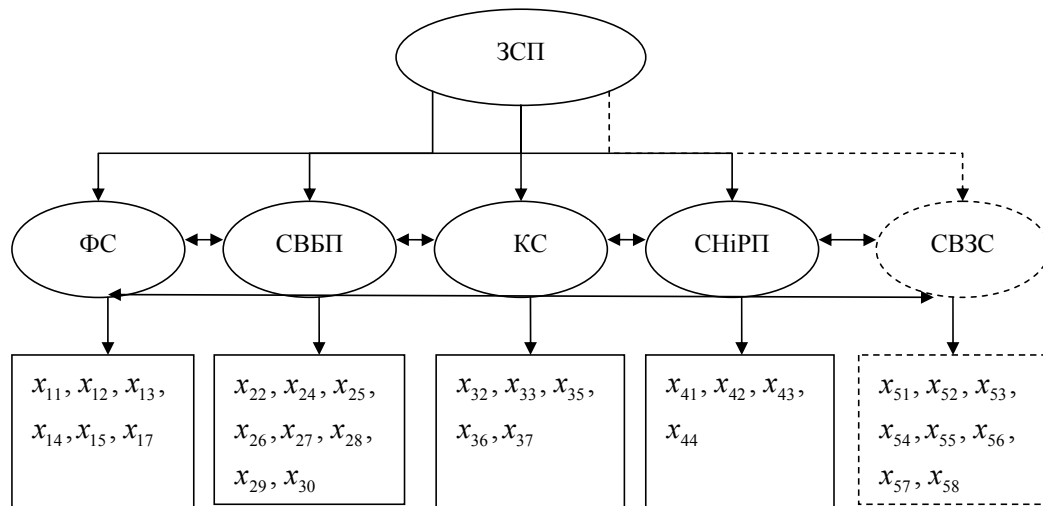 ЗСП
ФС
СВБП
КС
СНіРП
СВЗС
x₁₁, x₁₂, x₁₃,
x₁₄, x₁₅, x₁₇
x₂₂, x₂₄, x₂₅,
x₂₆, x₂₇, x₂₈,
x₂₉, x₃₀
x₃₂, x₃₃, x₃₅,
x₃₆, x₃₇
x₄₁, x₄₂, x₄₃,
x₄₄
x₅₁, x₅₂, x₅₃,
x₅₄, x₅₅, x₅₆,
x₅₇, x₅₈